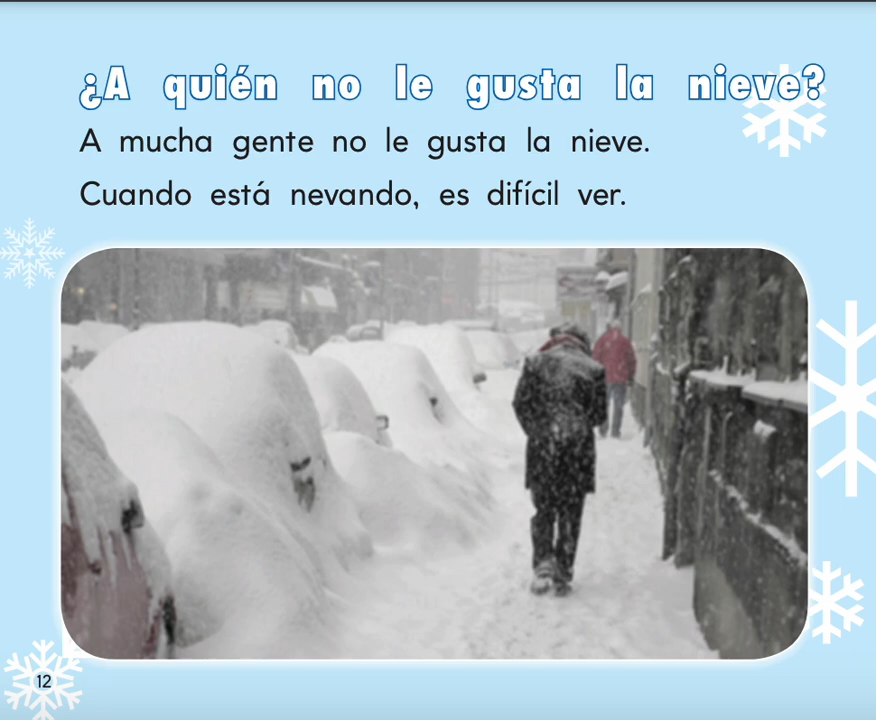 ¿A quién no le gusta la nieve?
A mucha gente no le gusta la nieve.
Cuando está nevando, es difícil ver.
12